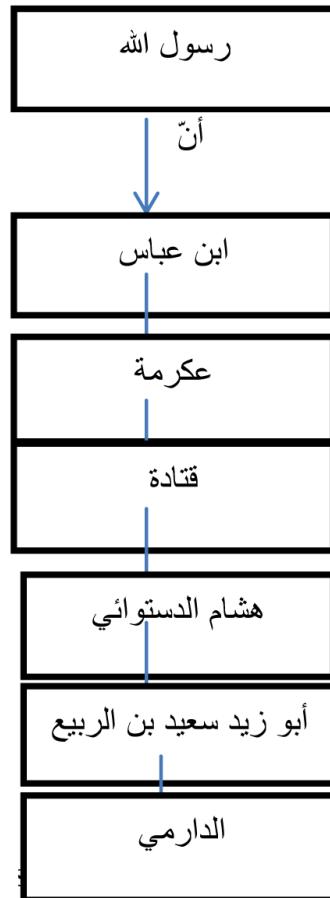 رسول الله
أنّ
ابن عباس
عكرمة
قتادة
هشام الدستوائي
أبو زيد سعيد بن الربيع
الدارمي